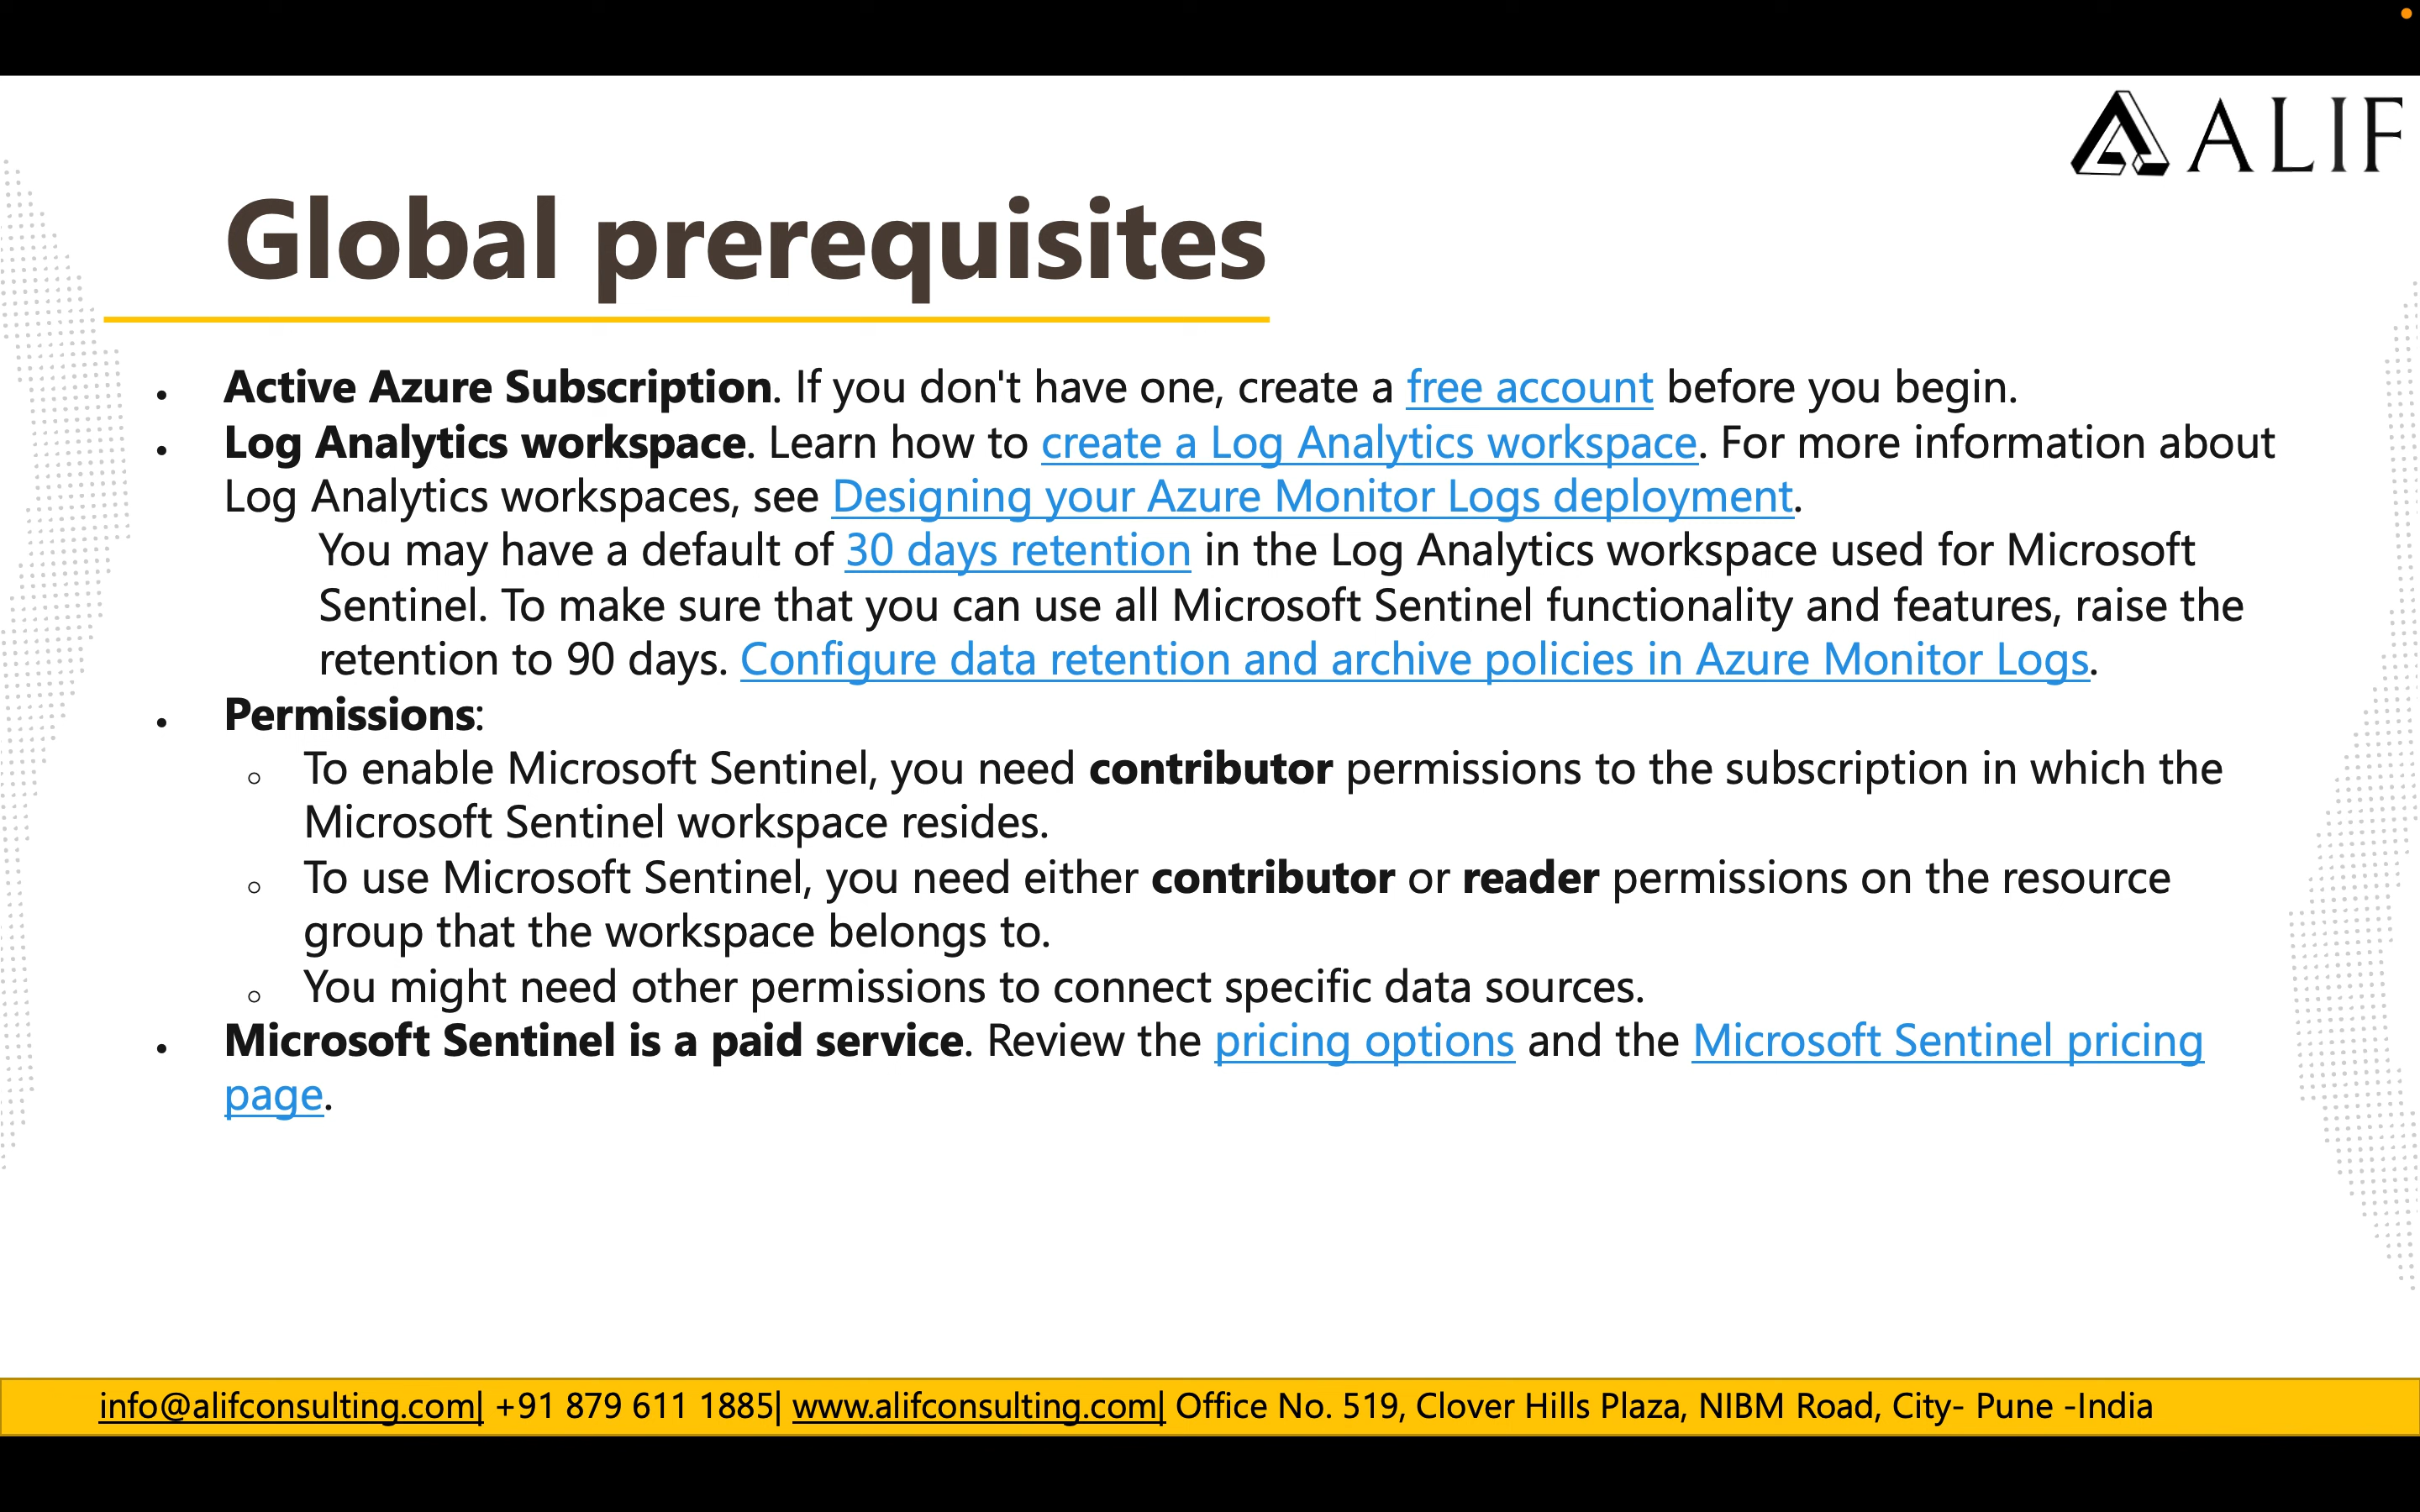 ALIF
Global prerequisites
• Active Azure Subscription. If you don't have one, create a free account before you begin.
• Log Analytics workspace. Learn how to create a Log Analytics workspace. For more information about
Log Analytics workspaces, see Designing your Azure Monitor Logs deployment.
You may have a default of 30 days retention in the Log Analytics workspace used for Microsoft
Sentinel. To make sure that you can use all Microsoft Sentinel functionality and features, raise the
retention to 90 days. Configure data retention and archive policies in Azure Monitor Logs.
• Permissions:
○ To enable Microsoft Sentinel, you need contributor permissions to the subscription in which the
Microsoft Sentinel workspace resides.
○ To use Microsoft Sentinel, you need either contributor or reader permissions on the resource
group that the workspace belongs to.
○ You might need other permissions to connect specific data sources.
• Microsoft Sentinel is a paid service. Review the pricing options and the Microsoft Sentinel pricing
page.
info@alifconsulting.com| +91 879 611 1885| www.alifconsulting.com| Office No. 519, Clover Hills Plaza, NIBM Road, City- Pune -India